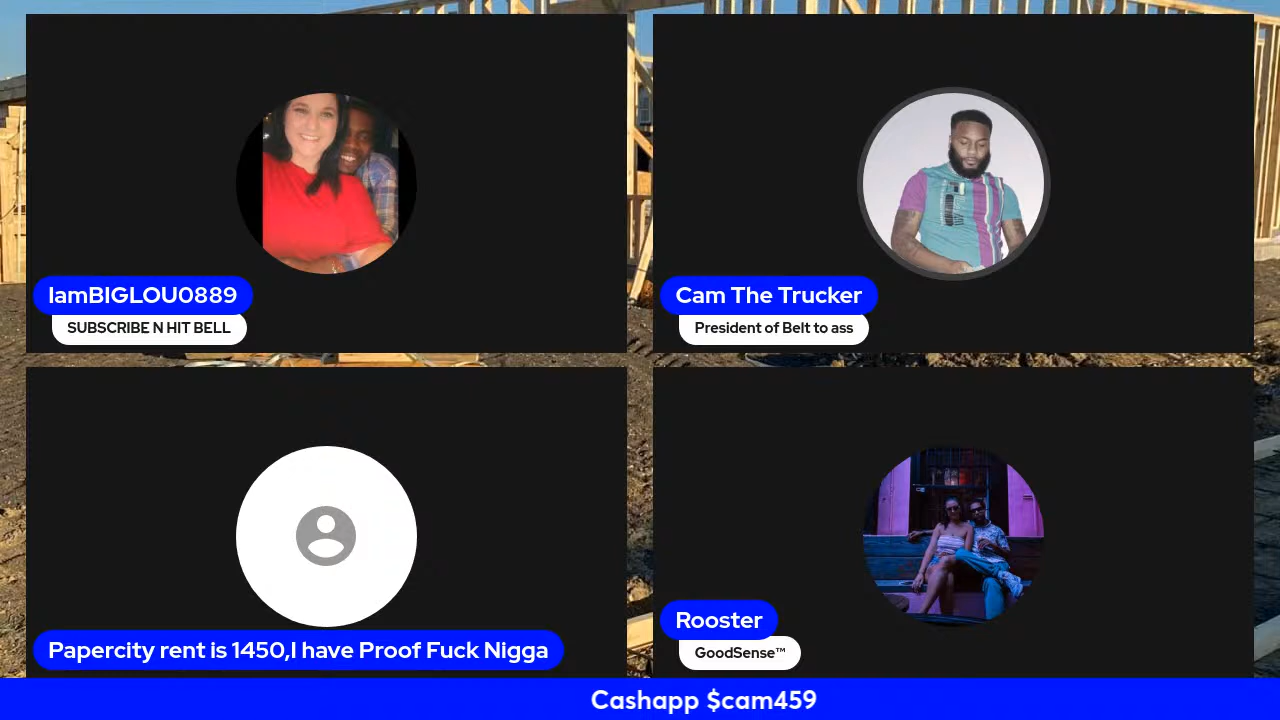 IamBIGLOU0889
SUBSCRIBE N HIT BELL
Cam The Trucker
President of Belt to ass
Papercity rent is 1450,I have Proof Fuck Nigga
Rooster
GoodSense™
Cashapp $cam459